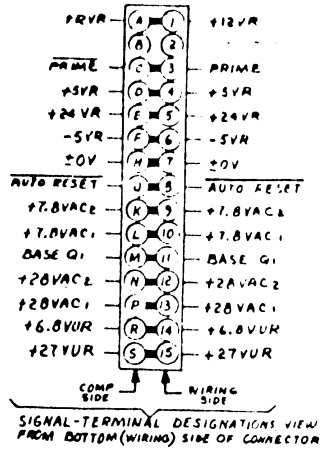 +12VR A 1 +12VR
B 2
PRIME C 3 PRIME
+5VR D 4 +5VR
+24VR E 5 +24VR
-5VR F 6 -5VR
±0V H 7 ±0V
AUTO RESET J 8 AUTO RESET
+7.8VAC2 K 9 +7.8VAC2
+7.8VAC1 L 10 +7.8VAC1
BASE Q1 M 11 BASE Q1
+28VAC2 N 12 +28VAC2
+28VAC1 P 13 +28VAC1
+6.8VUR R 14 +6.8VUR
+27VUR S 15 +27VUR
COMP SIDE WIRING SIDE
SIGNAL-TERMINAL DESIGNATIONS, VIEW
FROM BOTTOM (WIRING) SIDE OF CONNECTOR